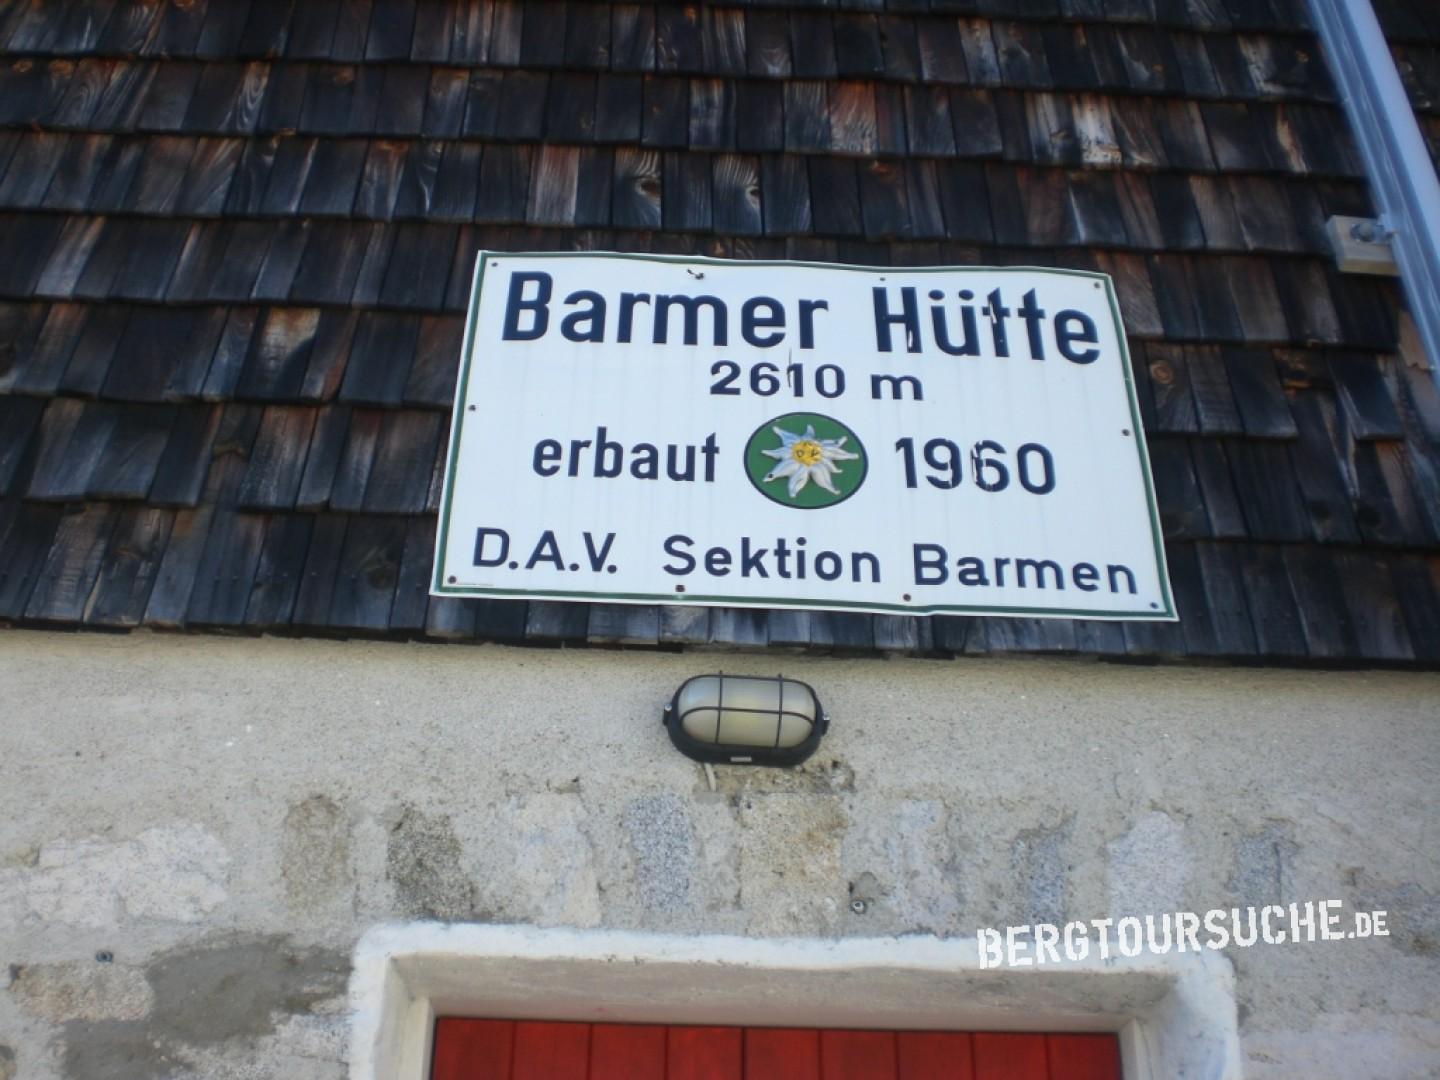 Barmer Hütte
2610 m
erbaut 1960
D.A.V. Sektion Barmen
BERGTOURSUCHE.DE